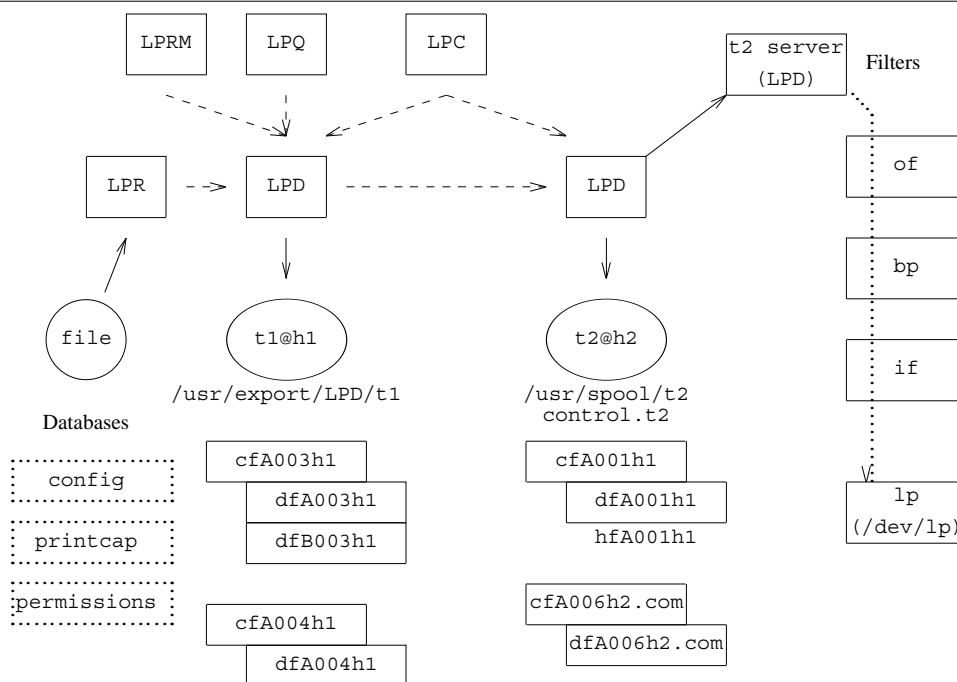 LPRM
LPQ
LPC
t2 server
(LPD)
Filters
LPR
LPD
LPD
of
bp
if
lp
(/dev/lp)
file
t1@h1
t2@h2
/usr/export/LPD/t1
/usr/spool/t2
control.t2
Databases
config
printcap
permissions
cfA003h1
dfA003h1
dfB003h1
cfA004h1
dfA004h1
cfA001h1
dfA001h1
hfA001h1
cfA006h2.com
dfA006h2.com